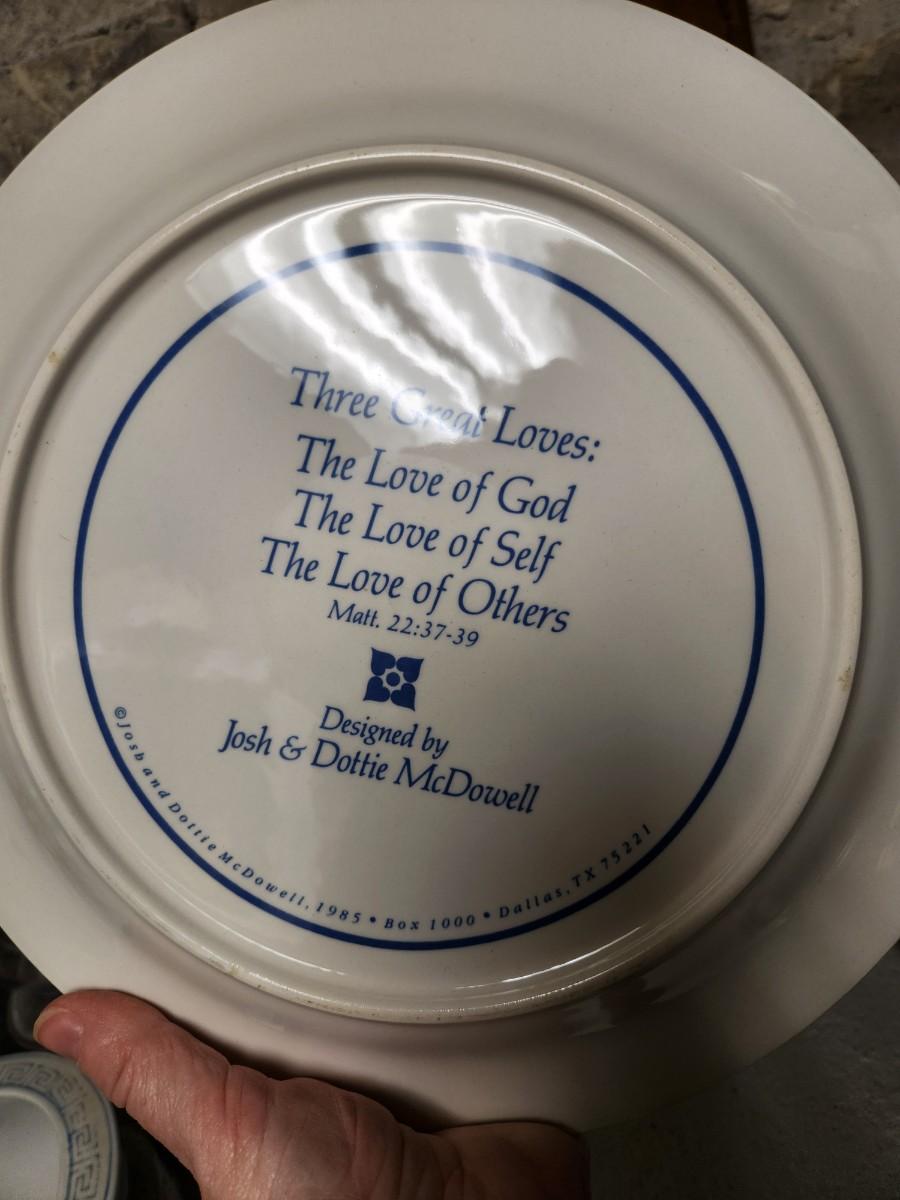 Three Great Loves:
The Love of God
The Love of Self
The Love of Others
Matt. 22:37-39
Designed by
Josh & Dottie McDowell
© Josh and Dottie McDowell, 1985 • Box 1000 • Dallas, TX 75221